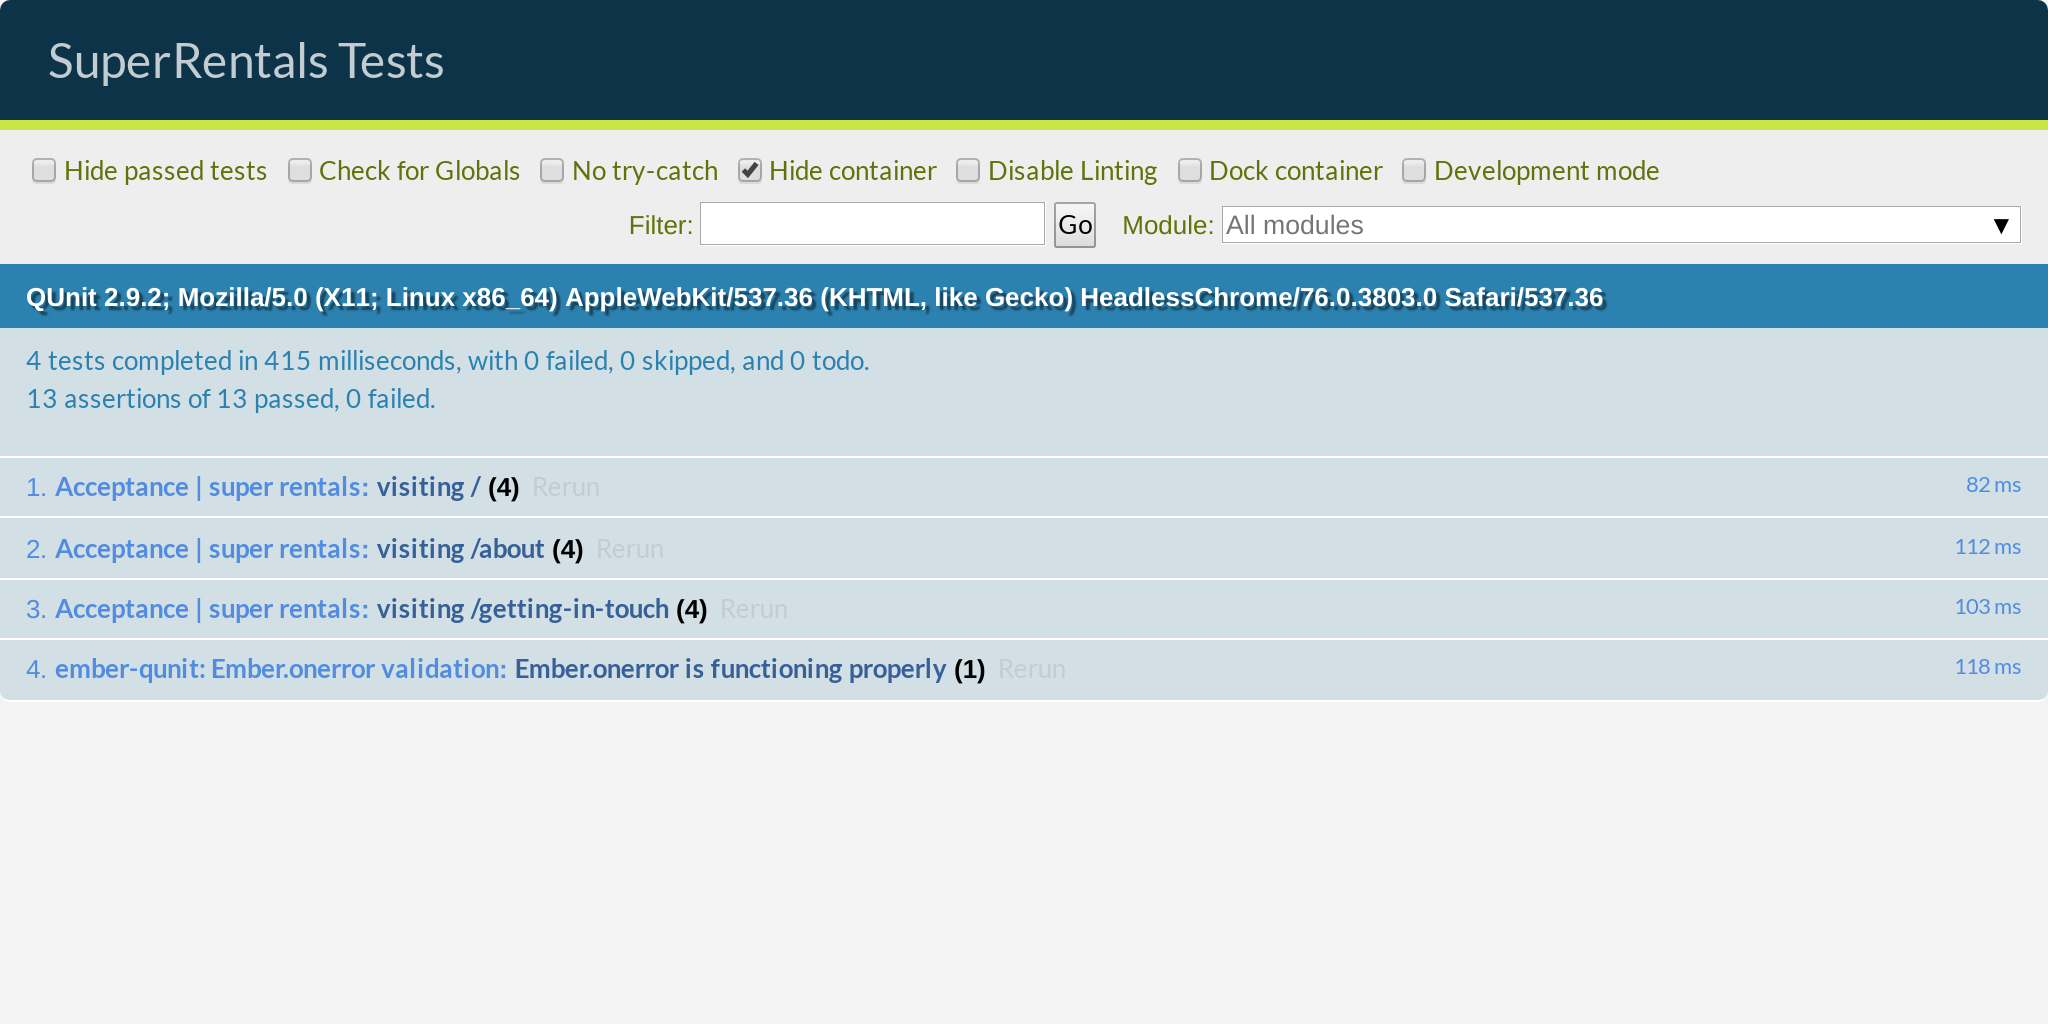 SuperRentals Tests
Hide passed tests Check for Globals No try-catch Hide container Disable Linting Dock container Development mode
Filter: Go Module: All modules ▼
QUnit 2.9.2; Mozilla/5.0 (X11; Linux x86_64) AppleWebKit/537.36 (KHTML, like Gecko) HeadlessChrome/76.0.3803.0 Safari/537.36
4 tests completed in 415 milliseconds, with 0 failed, 0 skipped, and 0 todo.
13 assertions of 13 passed, 0 failed.
1. Acceptance | super rentals: visiting / (4) Rerun 82 ms
2. Acceptance | super rentals: visiting /about (4) Rerun 112 ms
3. Acceptance | super rentals: visiting /getting-in-touch (4) Rerun 103 ms
4. ember-qunit: Ember.onerror validation: Ember.onerror is functioning properly (1) Rerun 118 ms